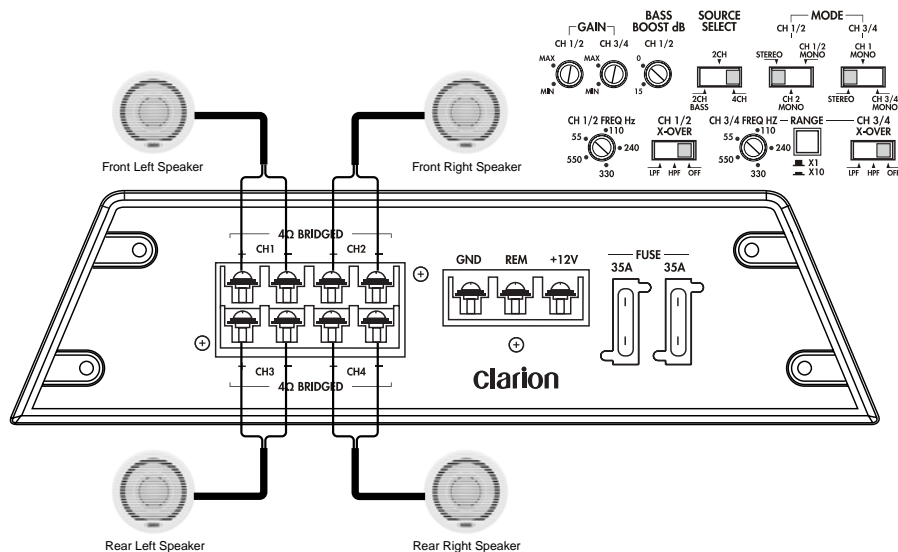 GAIN
CH 1/2 CH 3/4
MAX MAX
MIN MIN
BASS
BOOST dB
CH 1/2
0
15
SOURCE
SELECT
2CH
2CH
BASS
4CH
MODE
CH 1/2 CH 3/4
STEREO
CH 1/2
MONO
CH 2
MONO
CH 1
MONO
STEREO
CH 3/4
MONO
CH 1/2 FREQ Hz
55 110
240
550
330
CH 1/2
X-OVER
LPF HPF OFF
CH 3/4 FREQ HZ
55 110
240
550
330
RANGE
X1
X10
CH 3/4
X-OVER
LPF HPF OFF
Front Left Speaker
Front Right Speaker
4Ω BRIDGED
+ CH1 − + CH2 −
GND REM +12V
FUSE
35A 35A
+ CH3 − + CH4 −
4Ω BRIDGED
clarion
Rear Left Speaker
Rear Right Speaker